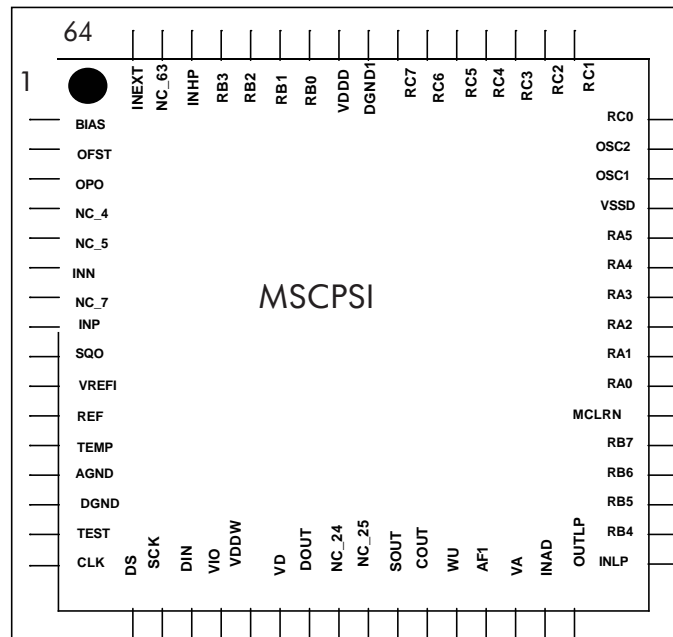 64
1
INEXT
NC_63
INHP
RB3
RB2
RB1
RB0
VDDD
DGND1
RC7
RC6
RC5
RC4
RC3
RC2
RC1
BIAS
OFST
OPO
NC_4
NC_5
INN
NC_7
INP
SQO
VREFI
REF
TEMP
AGND
DGND
TEST
CLK
MSCPSI
RC0
OSC2
OSC1
VSSD
RA5
RA4
RA3
RA2
RA1
RA0
MCLRN
RB7
RB6
RB5
RB4
INLP
DS
SCK
DIN
VIO
VDDW
VD
DOUT
NC_24
NC_25
SOUT
COUT
WU
AF1
VA
INAD
OUTLP